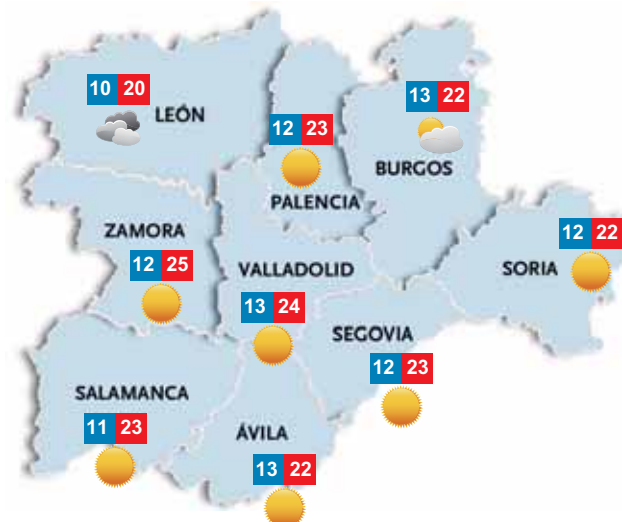 10 20
LEÓN
13 22
BURGOS
12 23
PALENCIA
ZAMORA
12 25
VALLADOLID
13 24
12 22
SORIA
SEGOVIA
12 23
SALAMANCA
11 23
ÁVILA
13 22